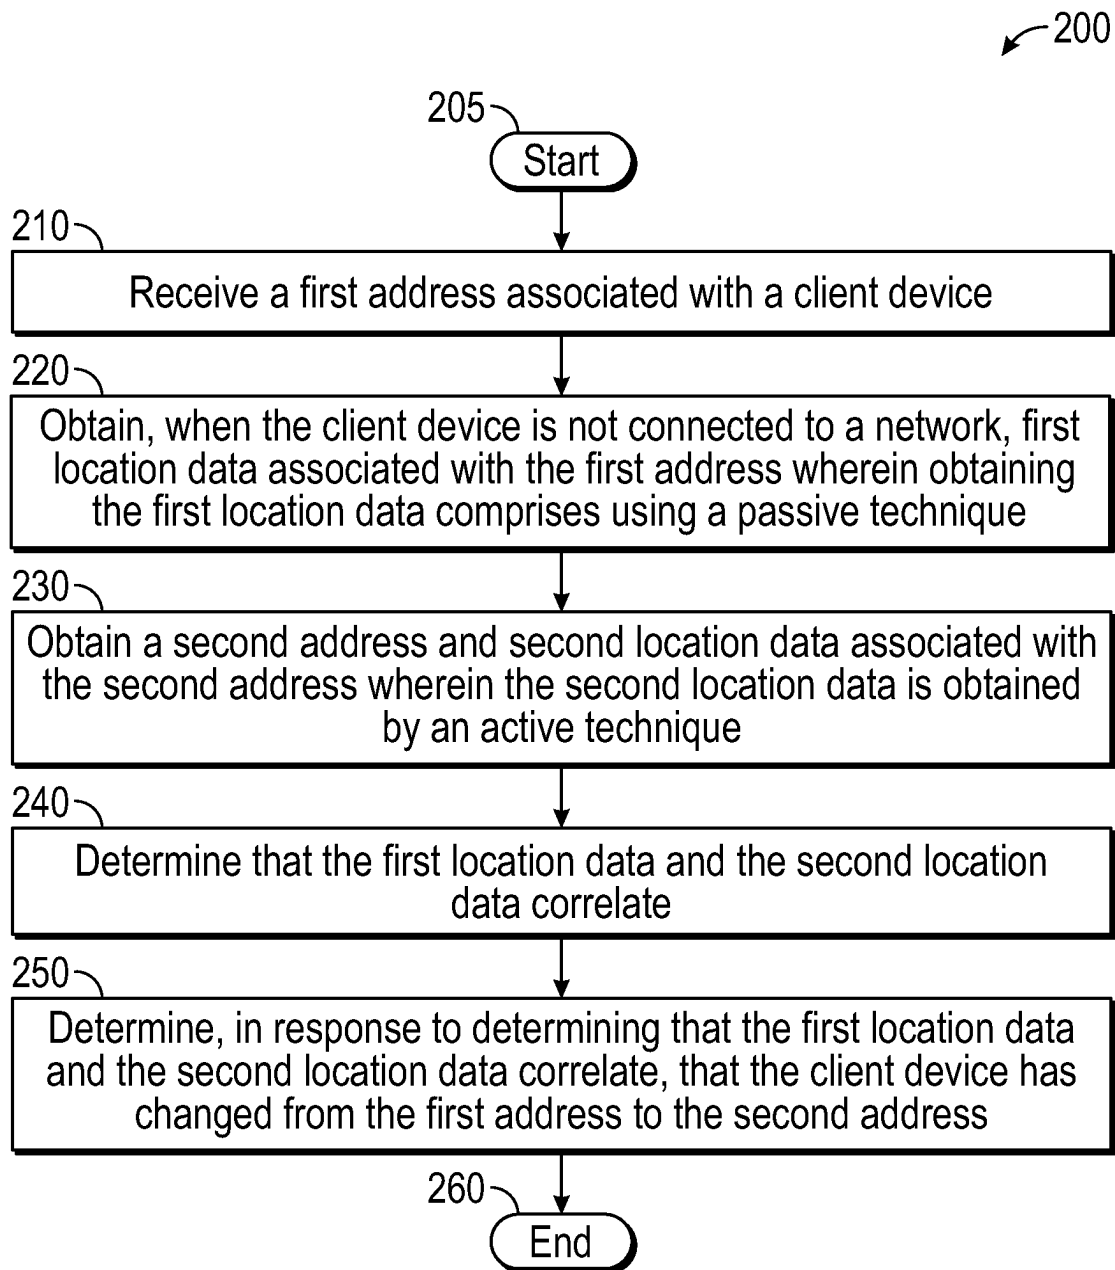 200
205
Start
210
Receive a first address associated with a client device
220
Obtain, when the client device is not connected to a network, first
location data associated with the first address wherein obtaining
the first location data comprises using a passive technique
230
Obtain a second address and second location data associated with
the second address wherein the second location data is obtained
by an active technique
240
Determine that the first location data and the second location
data correlate
250
Determine, in response to determining that the first location data
and the second location data correlate, that the client device has
changed from the first address to the second address
260
End